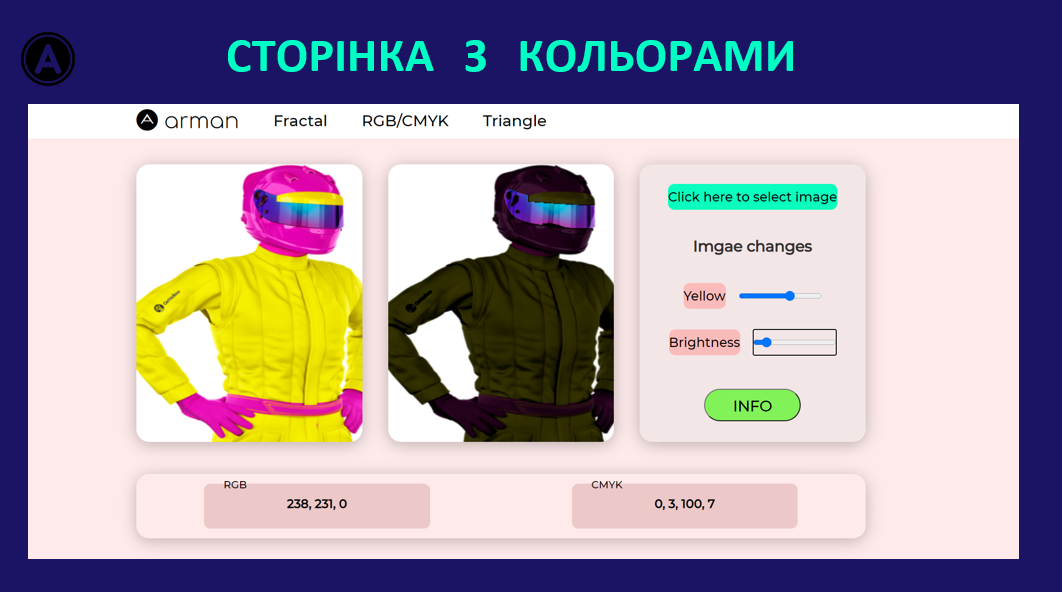 A
СТОРІНКА З КОЛЬОРАМИ
A arman Fractal RGB/CMYK Triangle
Click here to select image
Imgae changes
Yellow
Brightness
INFO
RGB
238, 231, 0
CMYK
0, 3, 100, 7